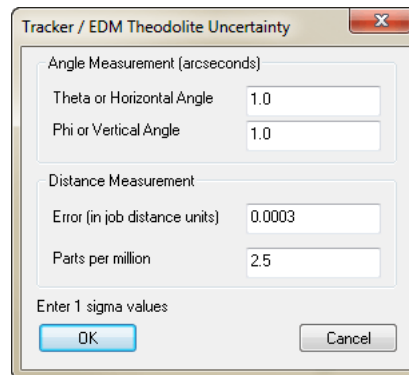 Tracker / EDM Theodolite Uncertainty
Angle Measurement (arcseconds)
Theta or Horizontal Angle 1.0
Phi or Vertical Angle 1.0
Distance Measurement
Error (in job distance units) 0.0003
Parts per million 2.5
Enter 1 sigma values
OK Cancel